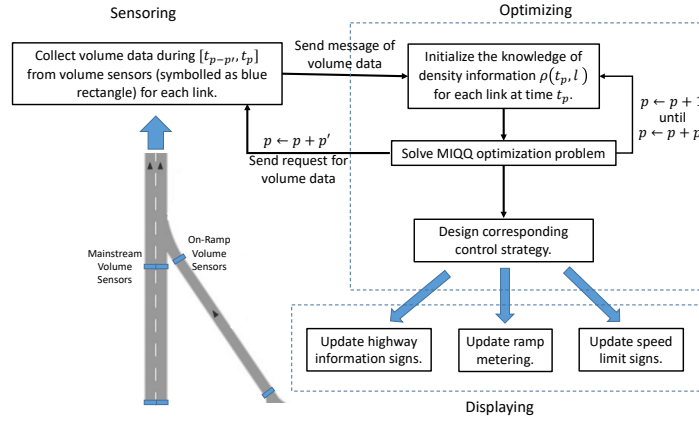 Sensoring
Optimizing
Collect volume data during [t_{p−p′}, t_p]
from volume sensors (symbolled as blue
rectangle) for each link.
Send message of
volume data
Initialize the knowledge of
density information ρ(t_p, l)
for each link at time t_p.
p ← p + 1
until
p ← p + p
p ← p + p′
Send request for
volume data
Solve MIQQ optimization problem
Design corresponding
control strategy.
Mainstream
Volume
Sensors
On-Ramp
Volume
Sensors
Update highway
information signs.
Update ramp
metering.
Update speed
limit signs.
Displaying